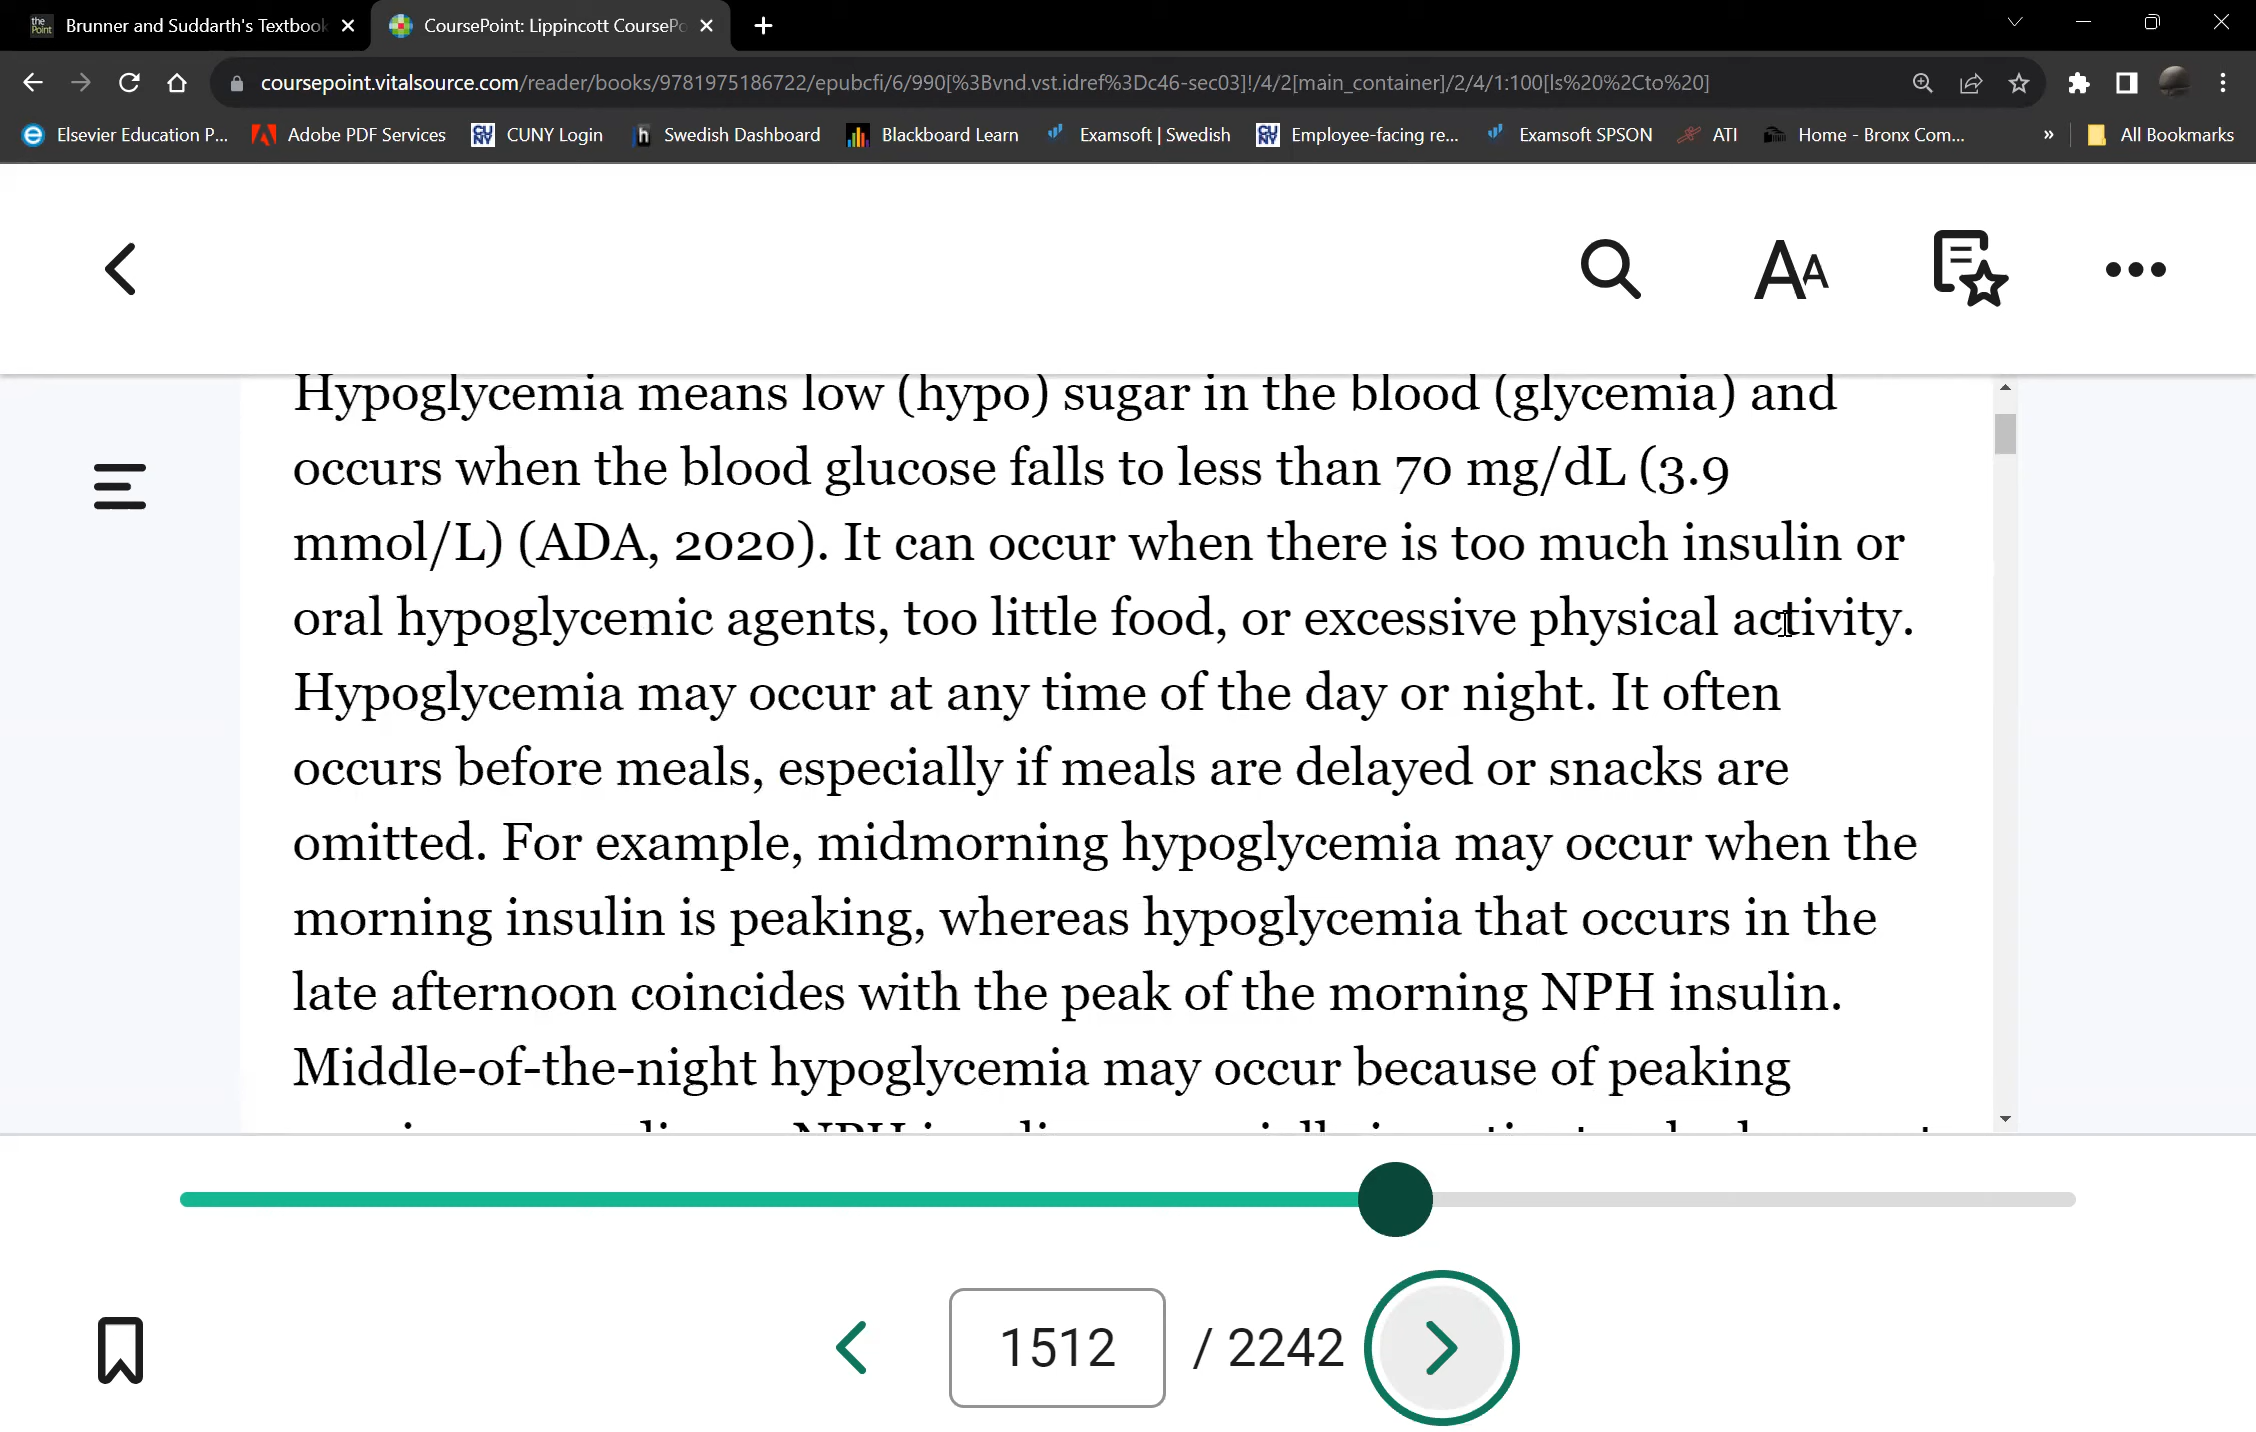 the Point Brunner and Suddarth's Textbook
CoursePoint: Lippincott CoursePo
coursepoint.vitalsource.com/reader/books/9781975186722/epubcfi/6/990[%3Bvnd.vst.idref%3Dc46-sec03]!/4/2[main_container]/2/4/1:100[ls%20%2Cto%20]
Elsevier Education P... Adobe PDF Services CUNY Login Swedish Dashboard Blackboard Learn Examsoft | Swedish Employee-facing re... Examsoft SPSON ATI Home - Bronx Com... » All Bookmarks
AA
Hypoglycemia means low (hypo) sugar in the blood (glycemia) and
occurs when the blood glucose falls to less than 70 mg/dL (3.9
mmol/L) (ADA, 2020). It can occur when there is too much insulin or
oral hypoglycemic agents, too little food, or excessive physical activity.
Hypoglycemia may occur at any time of the day or night. It often
occurs before meals, especially if meals are delayed or snacks are
omitted. For example, midmorning hypoglycemia may occur when the
morning insulin is peaking, whereas hypoglycemia that occurs in the
late afternoon coincides with the peak of the morning NPH insulin.
Middle-of-the-night hypoglycemia may occur because of peaking
1512 / 2242